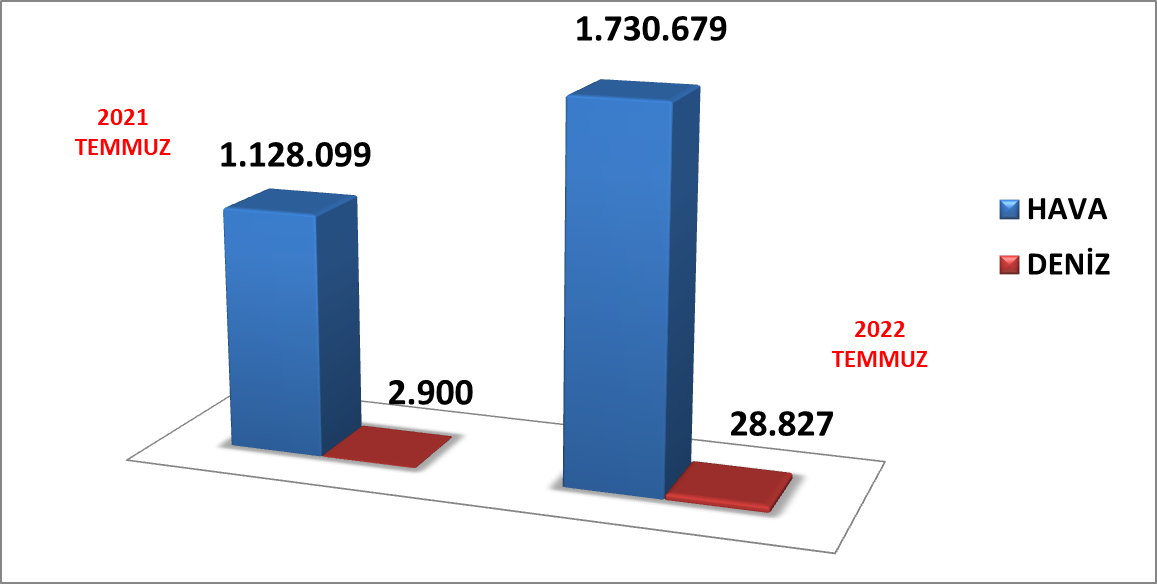 1.730.679
2021
TEMMUZ
1.128.099
HAVA
DENİZ
2022
TEMMUZ
2.900
28.827